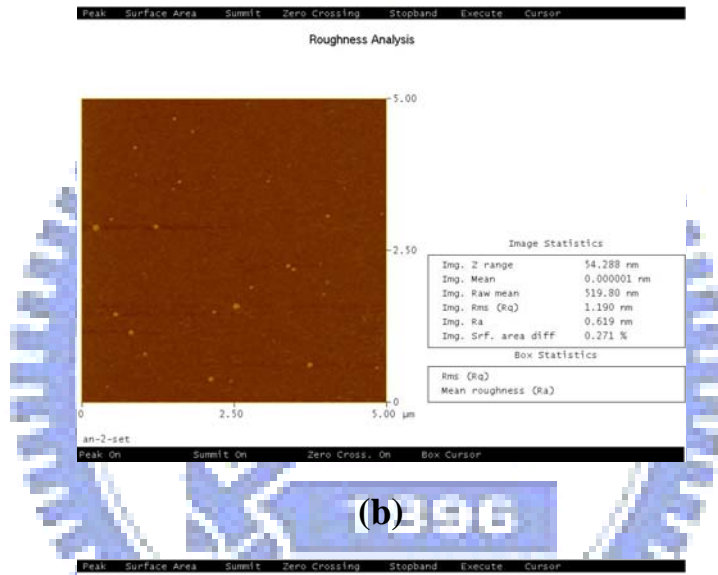 Peak Surface Area Summit Zero Crossing Stopband Execute Cursor
Roughness Analysis
5.00
2.50
0
0 2.50 5.00 µm
Image Statistics
Img. Z range 54.288 nm
Img. Mean 0.000001 nm
Img. Raw mean 519.80 nm
Img. Rms (Rq) 1.190 nm
Img. Ra 0.619 nm
Img. Srf. area diff 0.271 %
Box Statistics
Rms (Rq)
Mean roughness (Ra)
an-2-set
Peak On Summit On Zero Cross. On Box Cursor
(b)
1896
Peak Surface Area Summit Zero Crossing Stopband Execute Cursor